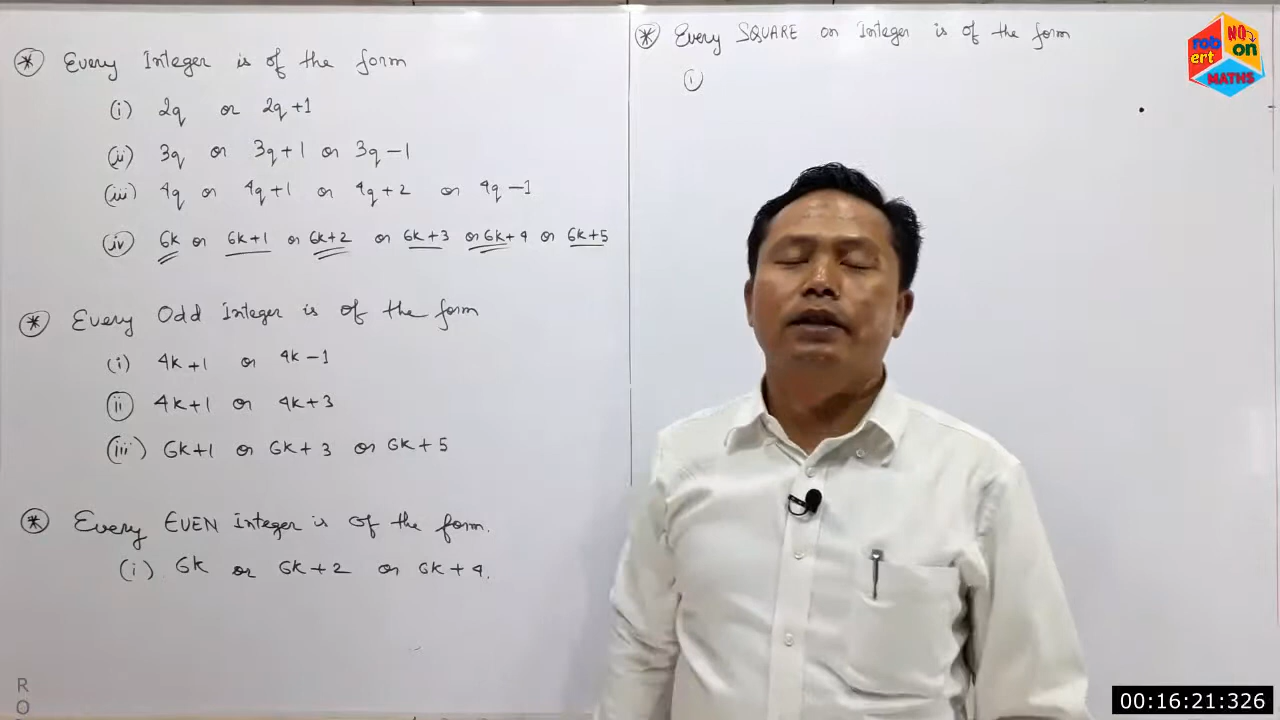 * Every Integer is of the form
(i) 2q or 2q+1
(ii) 3q or 3q+1 or 3q-1
(iii) 4q or 4q+1 or 4q+2 or 4q-1
(iv) 6k or 6k+1 or 6k+2 or 6k+3 or 6k+4 or 6k+5
* Every Odd Integer is of the form
(i) 4k+1 or 4k-1
(ii) 4k+1 or 4k+3
(iii) 6k+1 or 6k+3 or 6k+5
* Every EVEN Integer is of the form.
(i) 6k or 6k+2 or 6k+4.
* Every SQUARE on Integer is of the form
(i)
robert NO on
MATHS
R
O
00:16:21:326